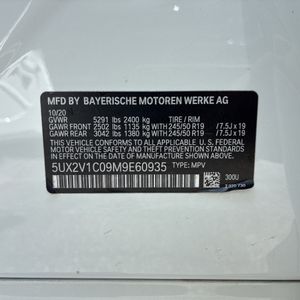 MFD BY BAYERISCHE MOTOREN WERKE AG
10/20
GVWR 5291 lbs 2400 kg TIRE / RIM
GAWR FRONT 2502 lbs 1135 kg WITH 245/50 R19 /7.5J x 19
GAWR REAR 3042 lbs 1380 kg WITH 245/50 R19 /7.5J x 19
THIS VEHICLE CONFORMS TO ALL APPLICABLE
U.S. FEDERAL MOTOR VEHICLE SAFETY STANDARDS
IN EFFECT ON THE DATE OF MANUFACTURE SHOWN ABOVE.
5UX2V1C09M9E60935 TYPE: MPV
300U